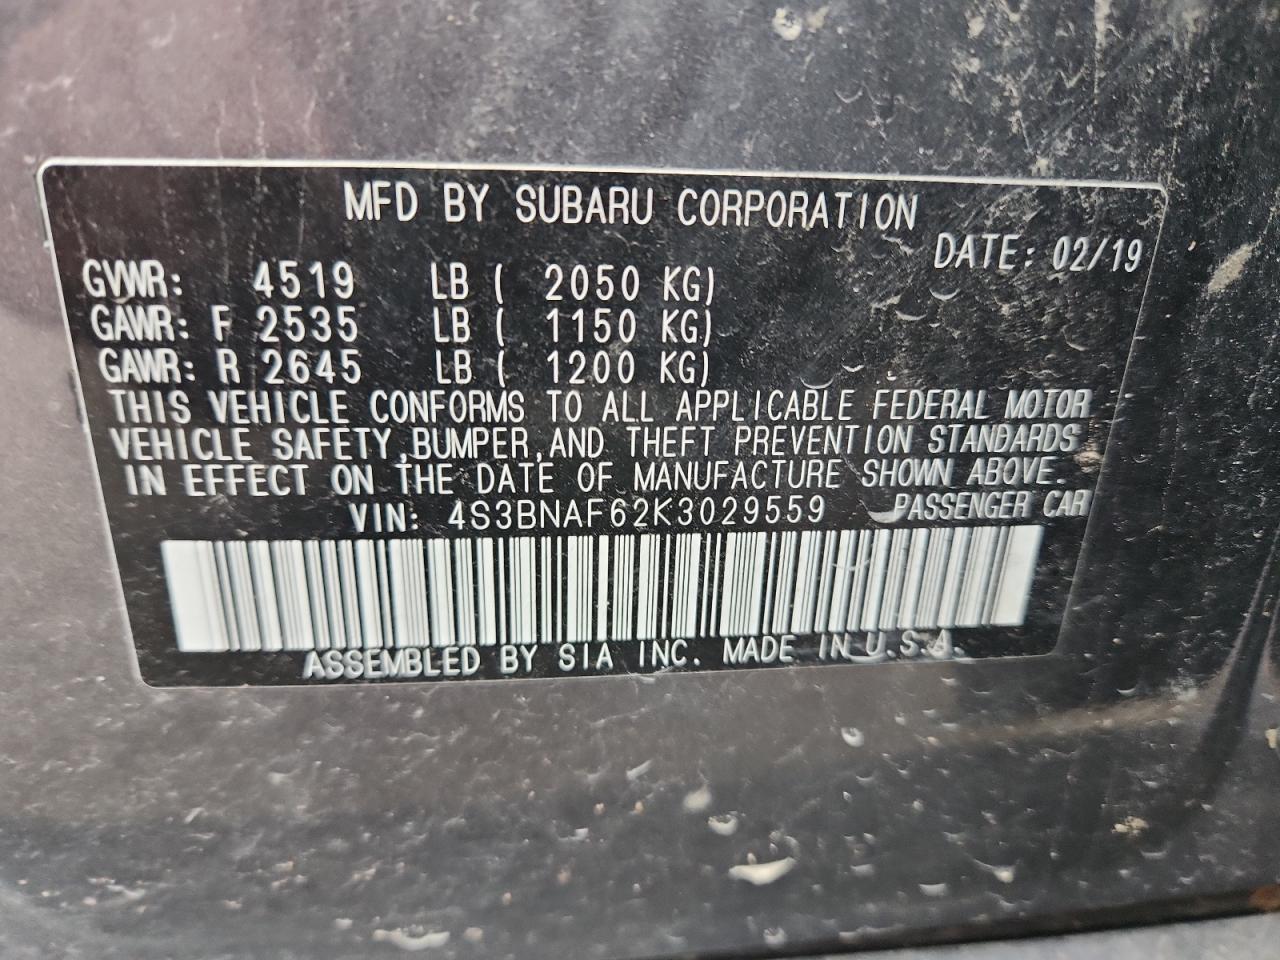 MFD BY SUBARU CORPORATION
DATE: 02/19
GVWR: 4519 LB ( 2050 KG)
GAWR: F 2535 LB ( 1150 KG)
GAWR: R 2645 LB ( 1200 KG)
THIS VEHICLE CONFORMS TO ALL APPLICABLE FEDERAL MOTOR
VEHICLE SAFETY,BUMPER,AND THEFT PREVENTION STANDARDS
IN EFFECT ON THE DATE OF MANUFACTURE SHOWN ABOVE.
VIN: 4S3BNAF62K3029559 PASSENGER CAR
ASSEMBLED BY SIA INC. MADE IN U.S.A.